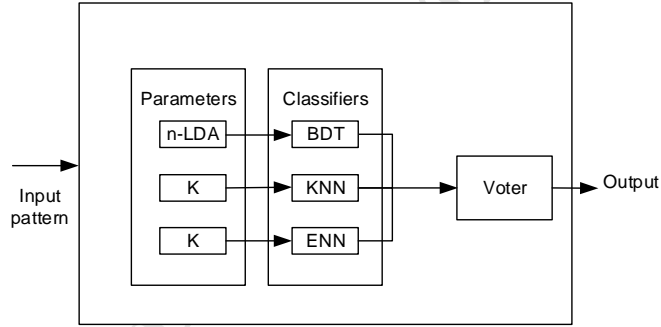 Parameters
Classifiers
n-LDA
BDT
K
KNN
K
ENN
Input
pattern
Voter
Output